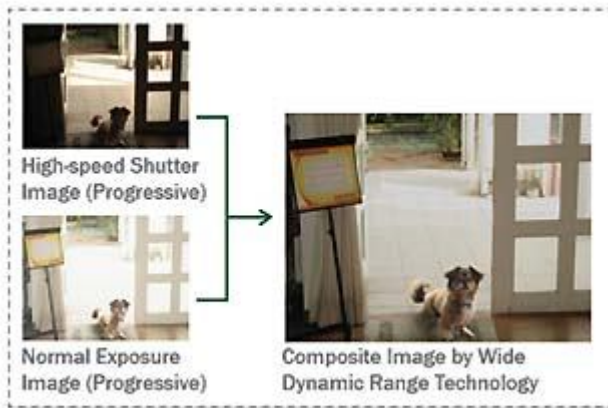 High-speed Shutter
Image (Progressive)
Normal Exposure
Image (Progressive)
Composite Image by Wide
Dynamic Range Technology